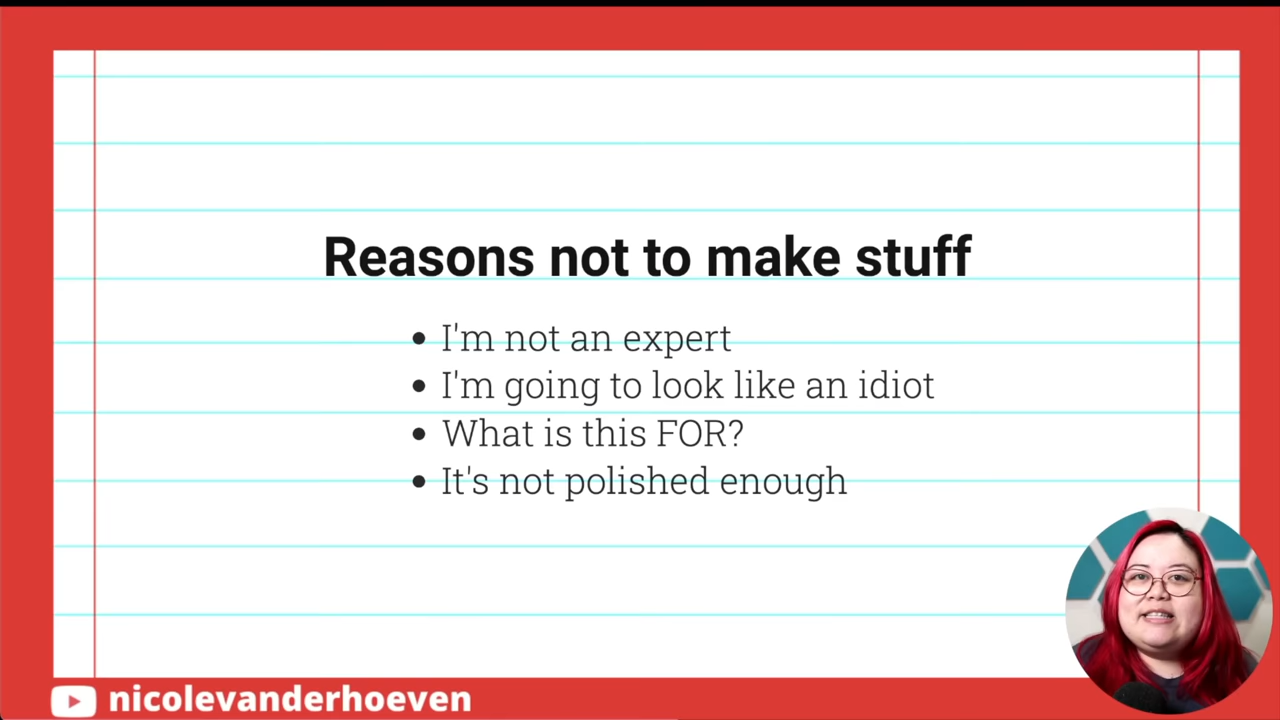 Reasons not to make stuff
• I'm not an expert
• I'm going to look like an idiot
• What is this FOR?
• It's not polished enough
nicolevanderhoeven